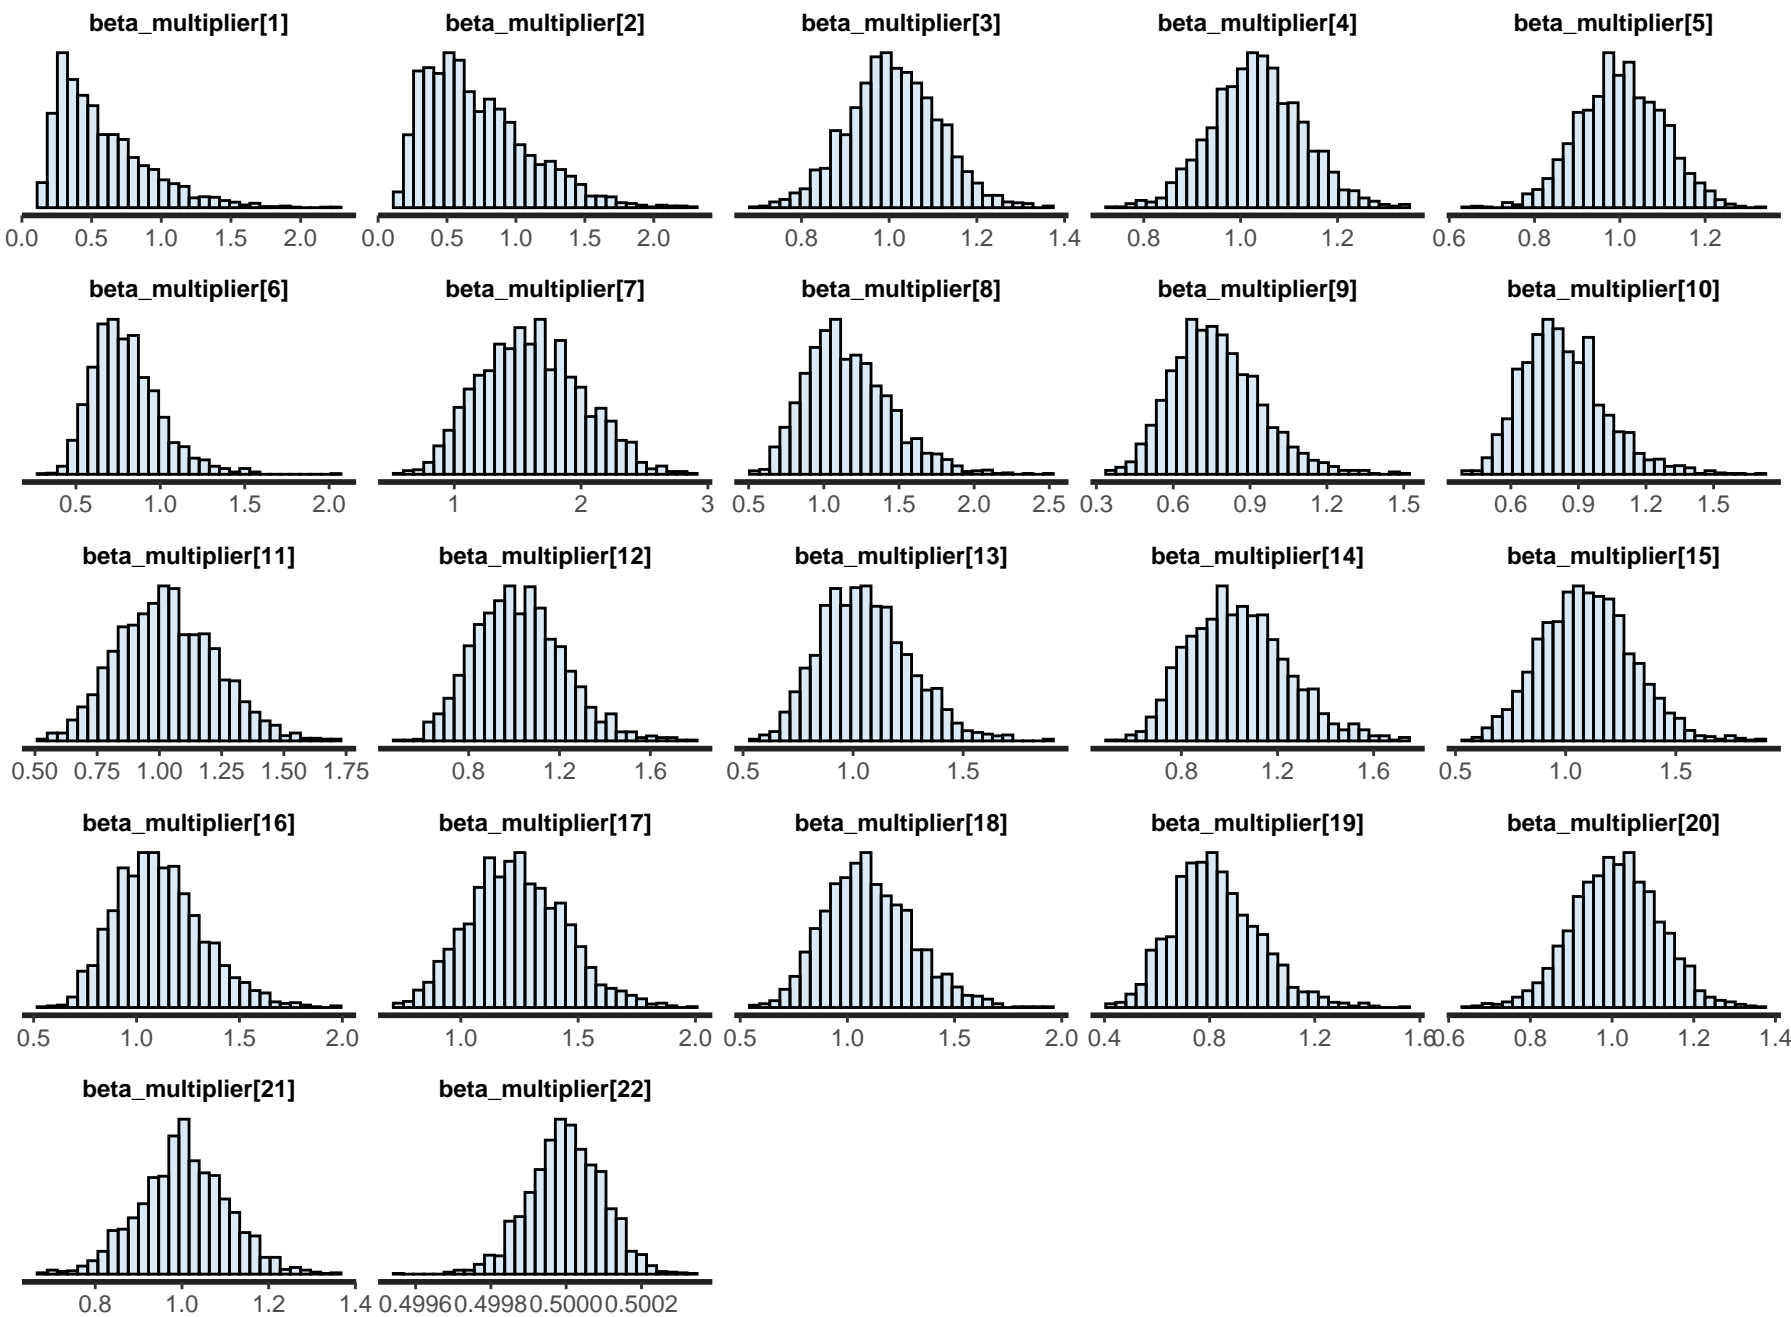 beta_multiplier[1] beta_multiplier[2] beta_multiplier[3] beta_multiplier[4] beta_multiplier[5]
0.0 0.5 1.0 1.5 2.0 0.0 0.5 1.0 1.5 2.0 0.8 1.0 1.2 1.4 0.8 1.0 1.2 0.6 0.8 1.0 1.2
beta_multiplier[6] beta_multiplier[7] beta_multiplier[8] beta_multiplier[9] beta_multiplier[10]
0.5 1.0 1.5 2.0 1 2 3 0.5 1.0 1.5 2.0 2.5 0.3 0.6 0.9 1.2 1.5 0.6 0.9 1.2 1.5
beta_multiplier[11] beta_multiplier[12] beta_multiplier[13] beta_multiplier[14] beta_multiplier[15]
0.50 0.75 1.00 1.25 1.50 1.75 0.8 1.2 1.6 0.5 1.0 1.5 0.8 1.2 1.6 0.5 1.0 1.5
beta_multiplier[16] beta_multiplier[17] beta_multiplier[18] beta_multiplier[19] beta_multiplier[20]
0.5 1.0 1.5 2.0 1.0 1.5 2.0 0.5 1.0 1.5 2.0 0.4 0.8 1.2 1.6 0.6 0.8 1.0 1.2 1.4
beta_multiplier[21] beta_multiplier[22]
0.8 1.0 1.2 1.4 0.4996 0.4998 0.5000 0.5002